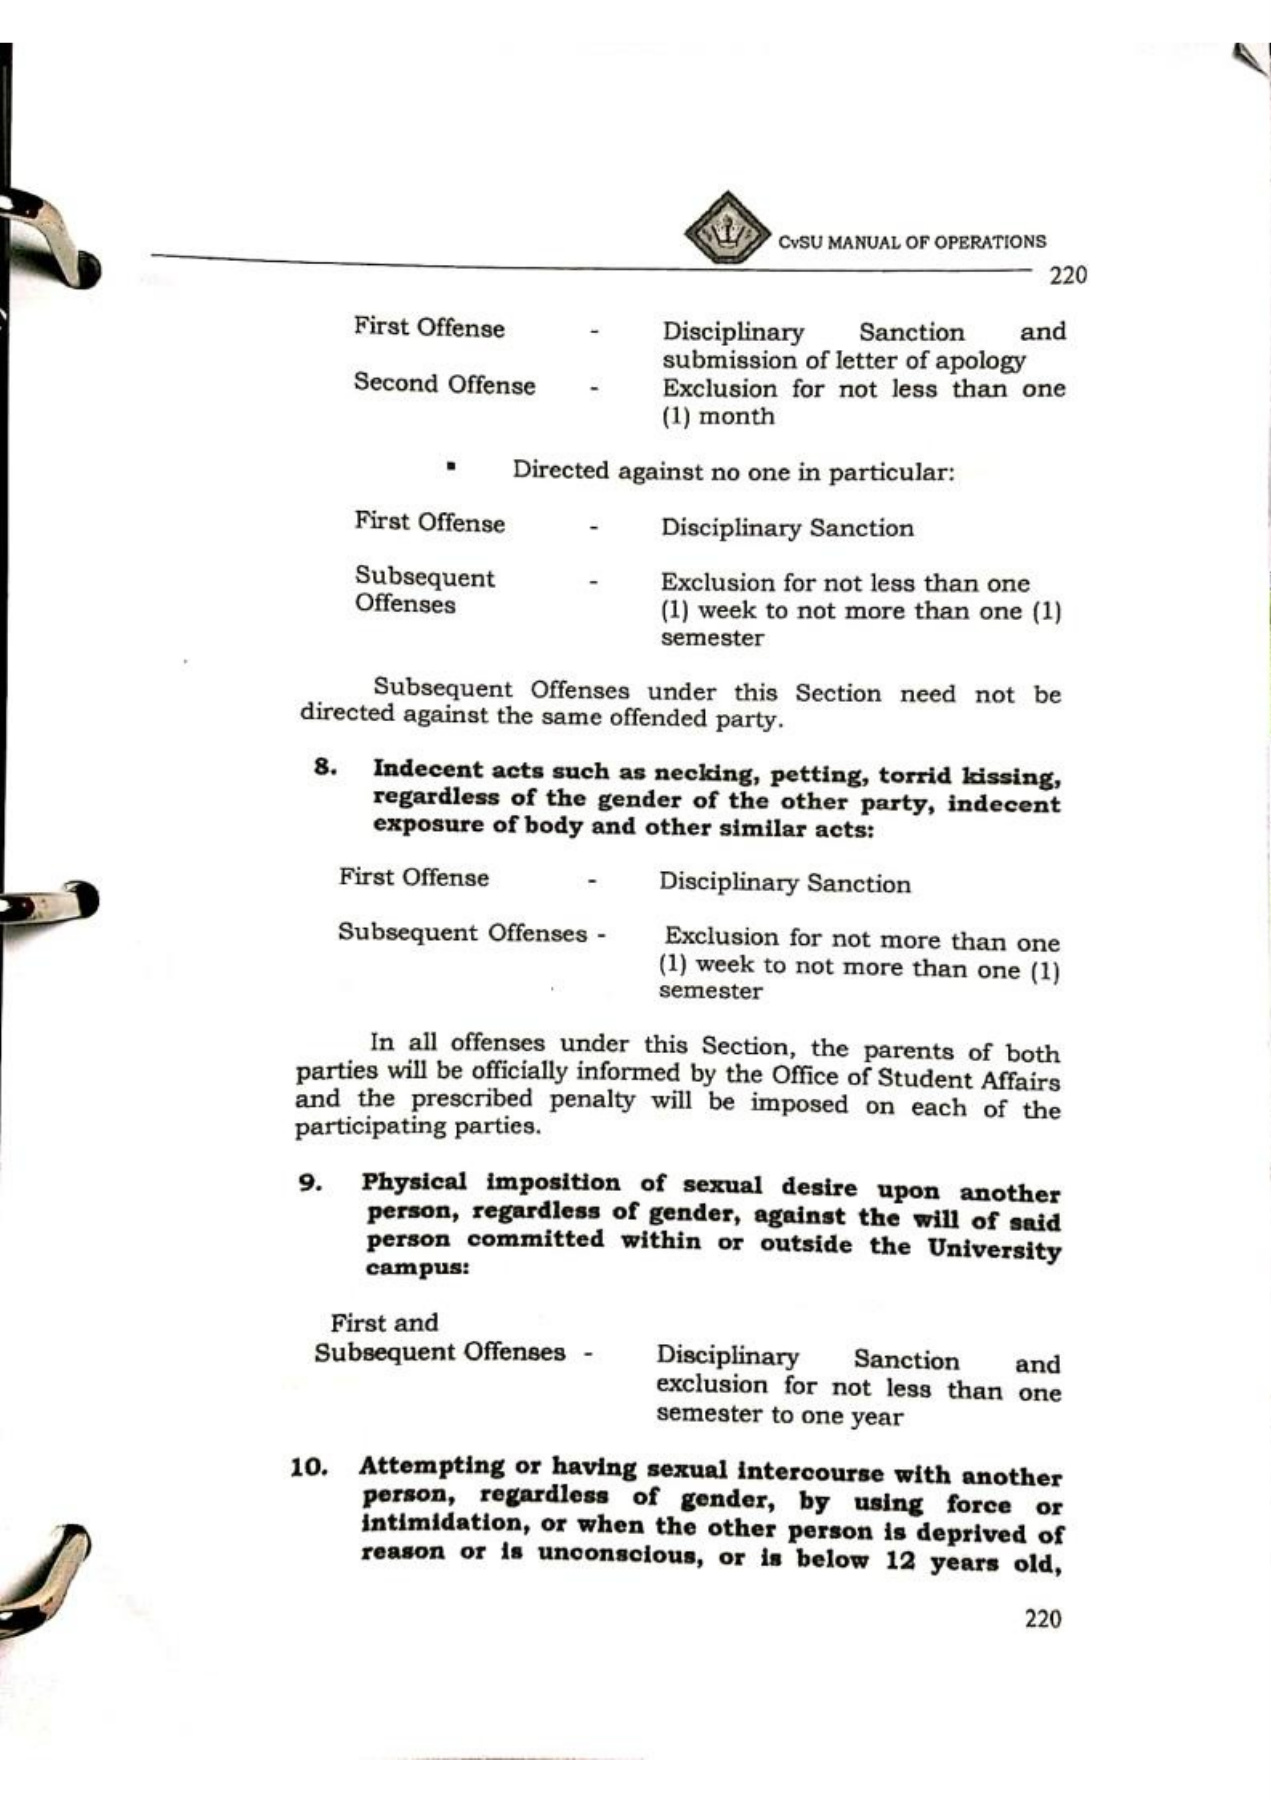 CvSU MANUAL OF OPERATIONS
220
First Offense - Disciplinary Sanction and
submission of letter of apology
Second Offense - Exclusion for not less than one
(1) month
▪ Directed against no one in particular:
First Offense - Disciplinary Sanction
Subsequent - Exclusion for not less than one
Offenses (1) week to not more than one (1)
semester
Subsequent Offenses under this Section need not be
directed against the same offended party.
8. Indecent acts such as necking, petting, torrid kissing,
regardless of the gender of the other party, indecent
exposure of body and other similar acts:
First Offense - Disciplinary Sanction
Subsequent Offenses - Exclusion for not more than one
(1) week to not more than one (1)
semester
In all offenses under this Section, the parents of both
parties will be officially informed by the Office of Student Affairs
and the prescribed penalty will be imposed on each of the
participating parties.
9. Physical imposition of sexual desire upon another
person, regardless of gender, against the will of said
person committed within or outside the University
campus:
First and
Subsequent Offenses - Disciplinary Sanction and
exclusion for not less than one
semester to one year
10. Attempting or having sexual intercourse with another
person, regardless of gender, by using force or
intimidation, or when the other person is deprived of
reason or is unconscious, or is below 12 years old,
220